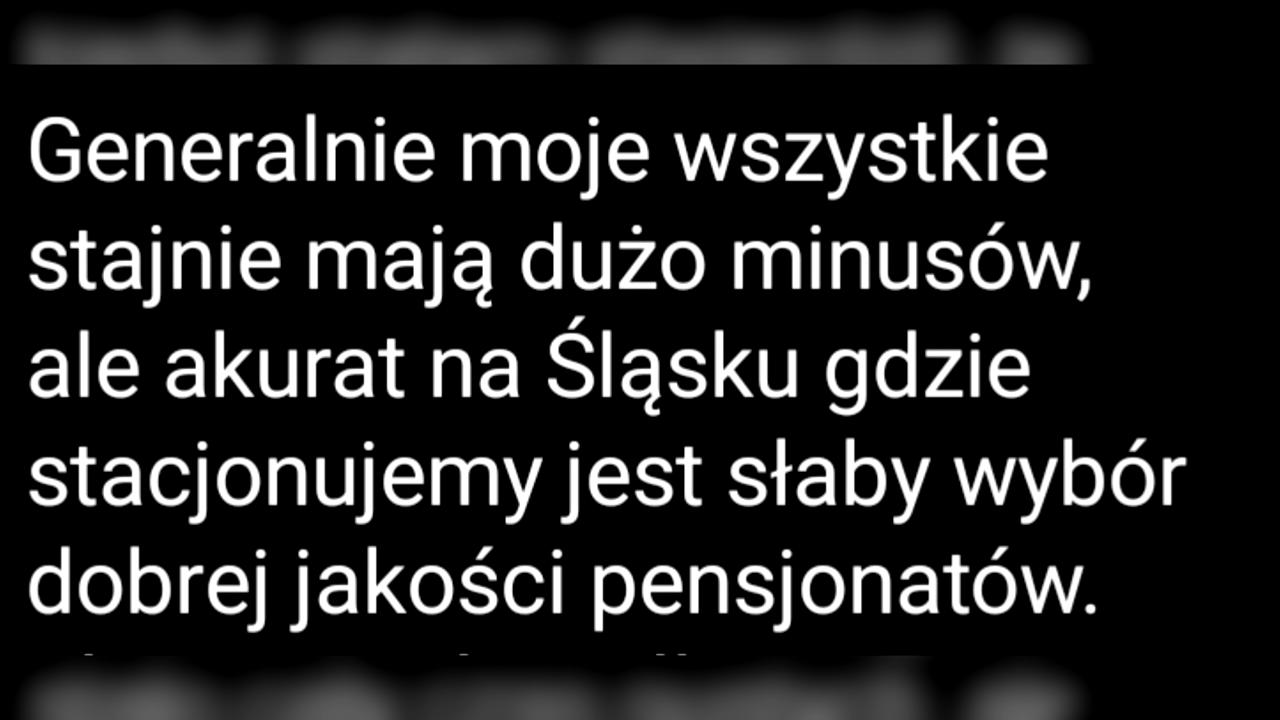 Generalnie moje wszystkie
stajnie mają dużo minusów,
ale akurat na Śląsku gdzie
stacjonujemy jest słaby wybór
dobrej jakości pensjonatów.